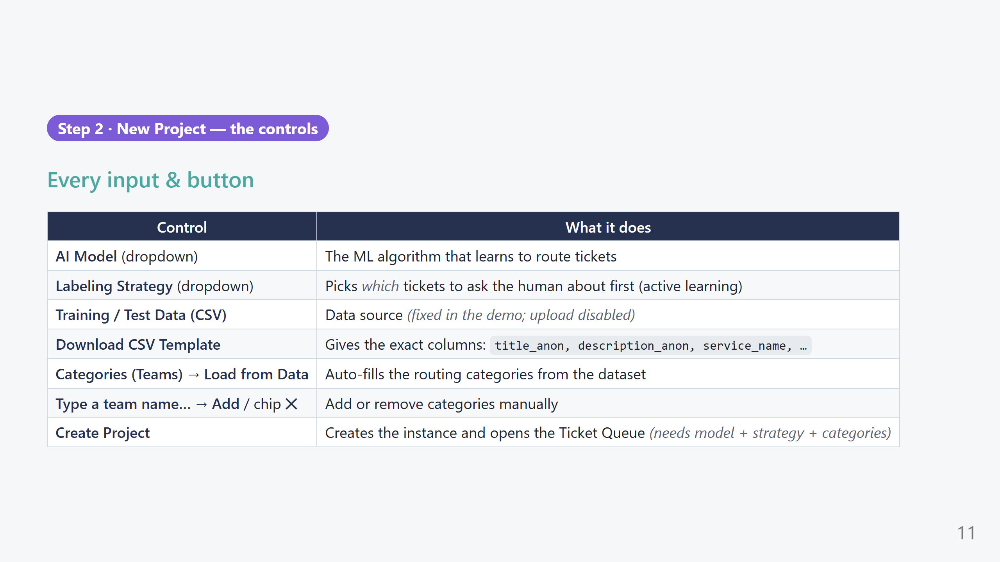 Step 2 · New Project — the controls
Every input & button
Control What it does
AI Model (dropdown) The ML algorithm that learns to route tickets
Labeling Strategy (dropdown) Picks which tickets to ask the human about first (active learning)
Training / Test Data (CSV) Data source (fixed in the demo; upload disabled)
Download CSV Template Gives the exact columns: title_anon, description_anon, service_name, …
Categories (Teams) → Load from Data Auto-fills the routing categories from the dataset
Type a team name… → Add / chip ✕ Add or remove categories manually
Create Project Creates the instance and opens the Ticket Queue (needs model + strategy + categories)
11